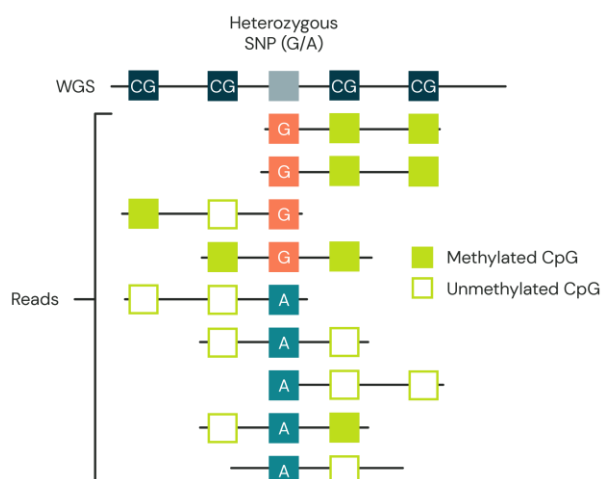 Heterozygous
SNP (G/A)
WGS CG CG CG CG
G
G
G
G
Methylated CpG
Unmethylated CpG
Reads A
A
A
A
A